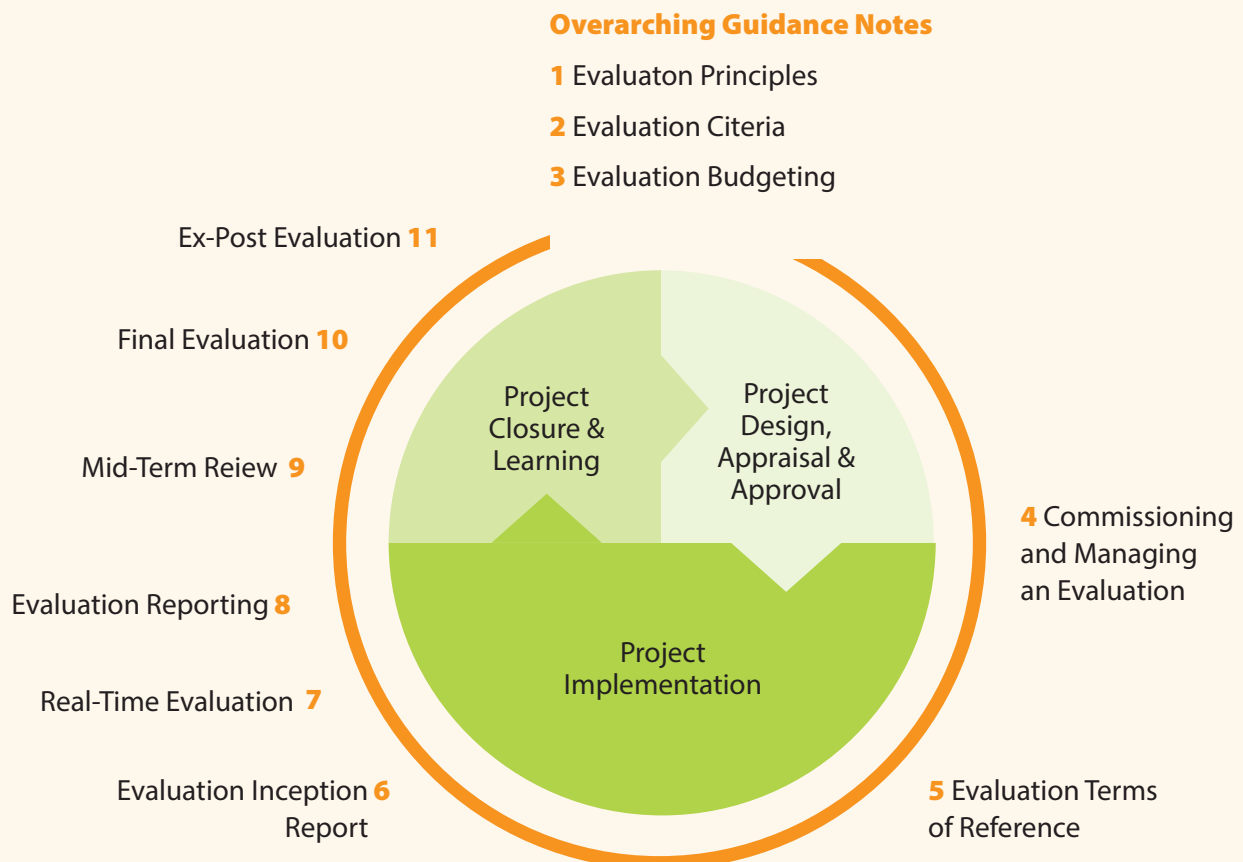 Overarching Guidance Notes
1 Evaluaton Principles
2 Evaluation Citeria
3 Evaluation Budgeting
Ex-Post Evaluation 11
Final Evaluation 10
Mid-Term Reiew 9
Evaluation Reporting 8
Real-Time Evaluation 7
Evaluation Inception 6
Report
Project
Closure &
Learning
Project
Design,
Appraisal &
Approval
Project
Implementation
4 Commissioning
and Managing
an Evaluation
5 Evaluation Terms
of Reference